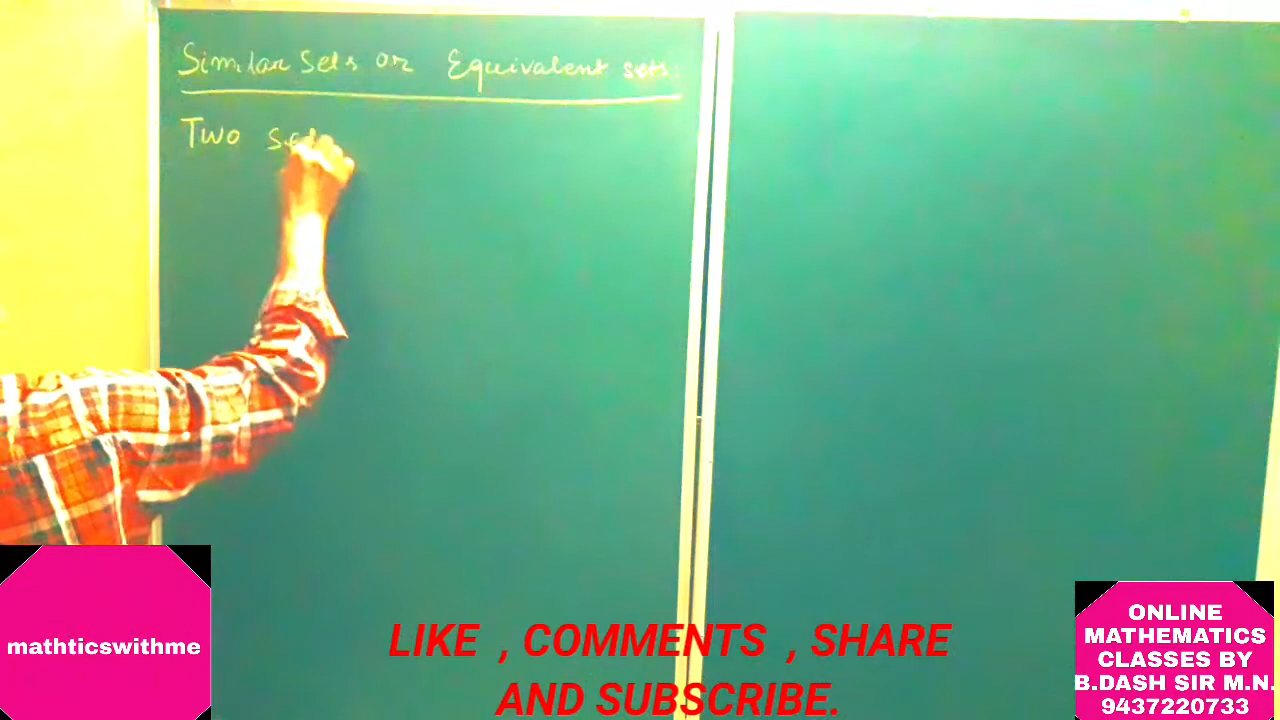 Similar Sets or Equivalent sets:
Two sets
mathticswithme
LIKE , COMMENTS , SHARE
AND SUBSCRIBE.
ONLINE
MATHEMATICS
CLASSES BY
B.DASH SIR M.N.
9437220733